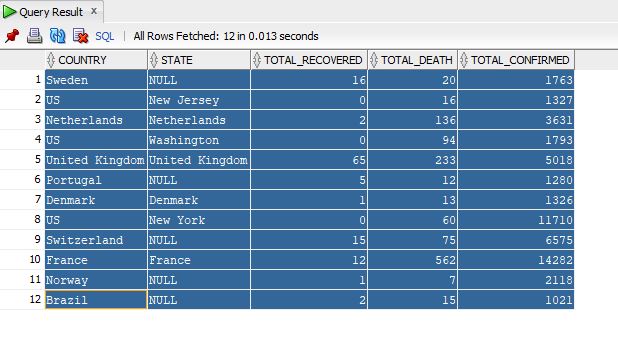 Query Result x
SQL | All Rows Fetched: 12 in 0.013 seconds
COUNTRY STATE TOTAL_RECOVERED TOTAL_DEATH TOTAL_CONFIRMED
1 Sweden NULL 16 20 1763
2 US New Jersey 0 16 1327
3 Netherlands Netherlands 2 136 3631
4 US Washington 0 94 1793
5 United Kingdom United Kingdom 65 233 5018
6 Portugal NULL 5 12 1280
7 Denmark Denmark 1 13 1326
8 US New York 0 60 11710
9 Switzerland NULL 15 75 6575
10 France France 12 562 14282
11 Norway NULL 1 7 2118
12 Brazil NULL 2 15 1021